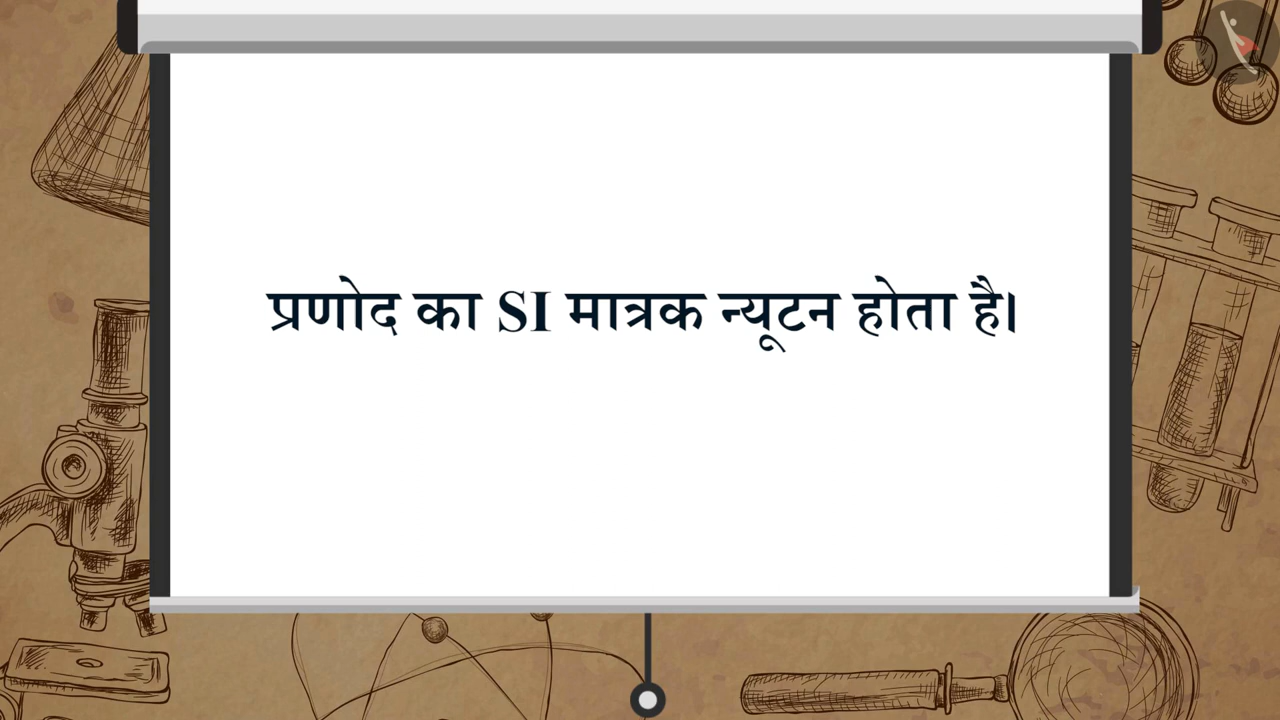 प्रणोद का SI मात्रक न्यूटन होता है।